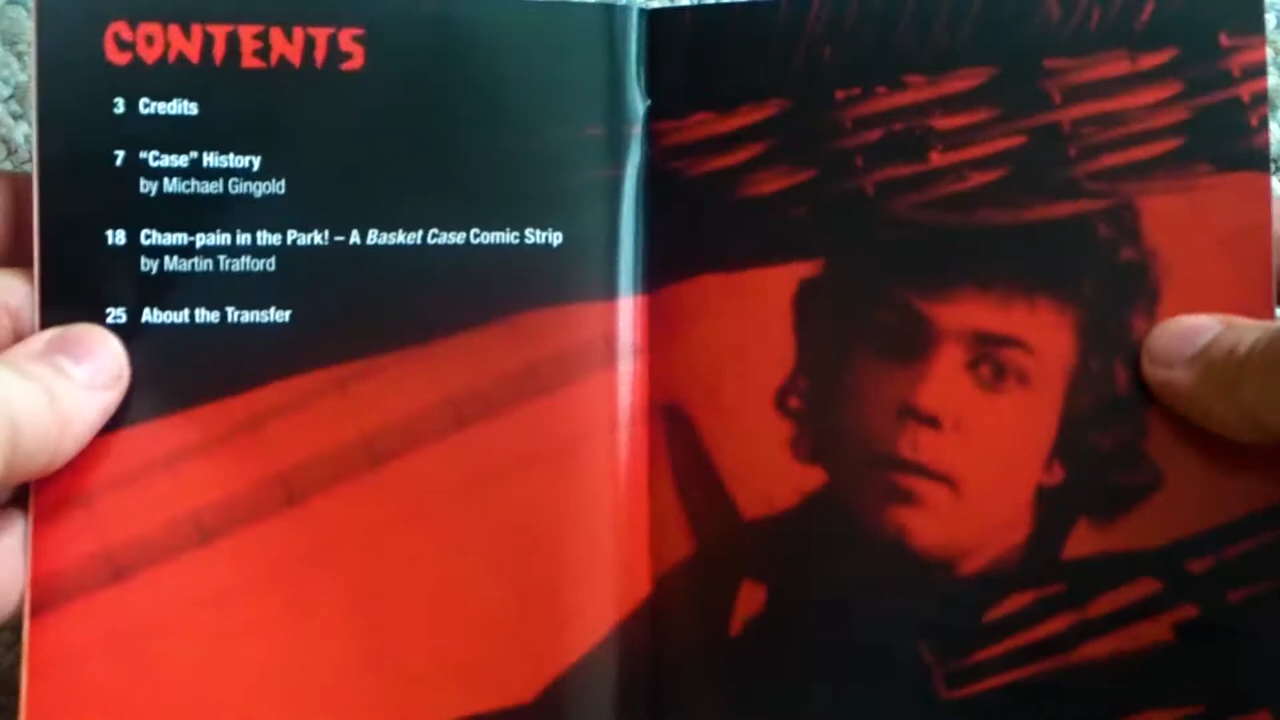 CONTENTS
3 Credits
7 “Case” History
by Michael Gingold
18 Cham-pain in the Park! – A Basket Case Comic Strip
by Martin Trafford
25 About the Transfer